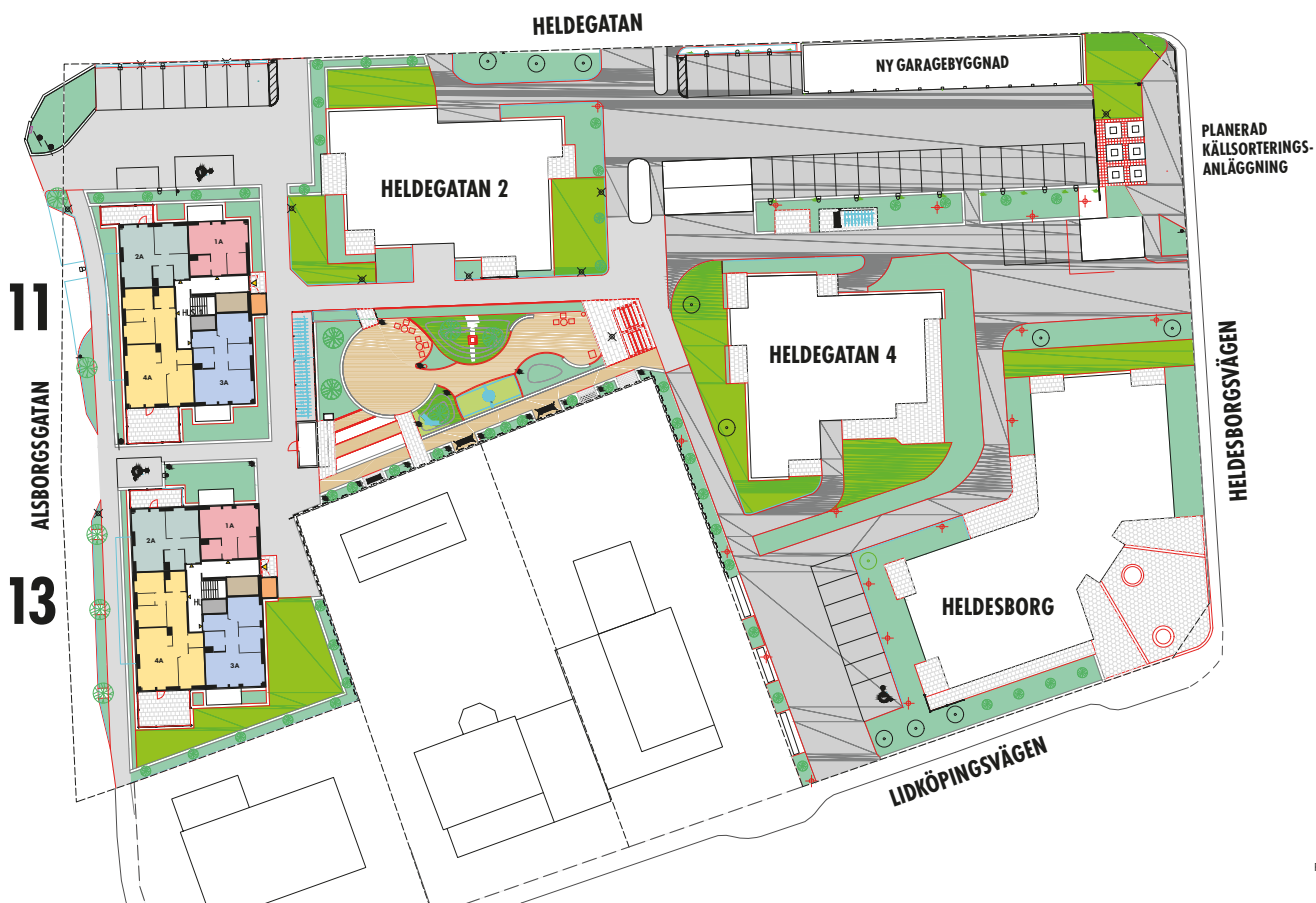 HELDEGATAN
NY GARAGEBYGGNAD
PLANERAD
KÄLLSORTERINGS-
ANLÄGGNING
HELDEGATAN 2
1A
2A
11
4A
3A
HELDEGATAN 4
HELDESBORGSVÄGEN
ALSBORGSGATAN
1A
2A
13
4A
3A
HELDESBORG
LIDKÖPINGSVÄGEN